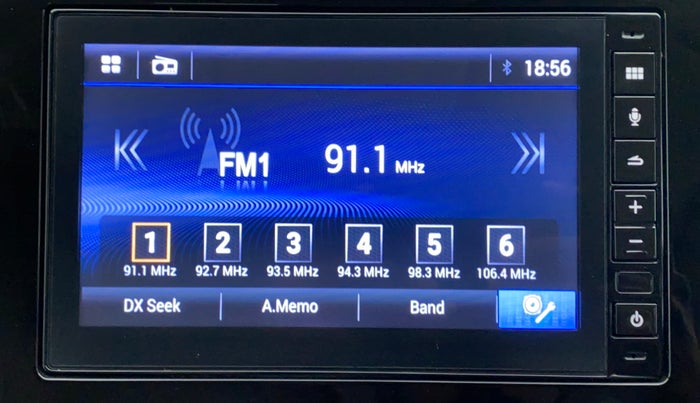 18:56
FM1 91.1 MHz
1 2 3 4 5 6
91.1 MHz 92.7 MHz 93.5 MHz 94.3 MHz 98.3 MHz 106.4 MHz
DX Seek A.Memo Band